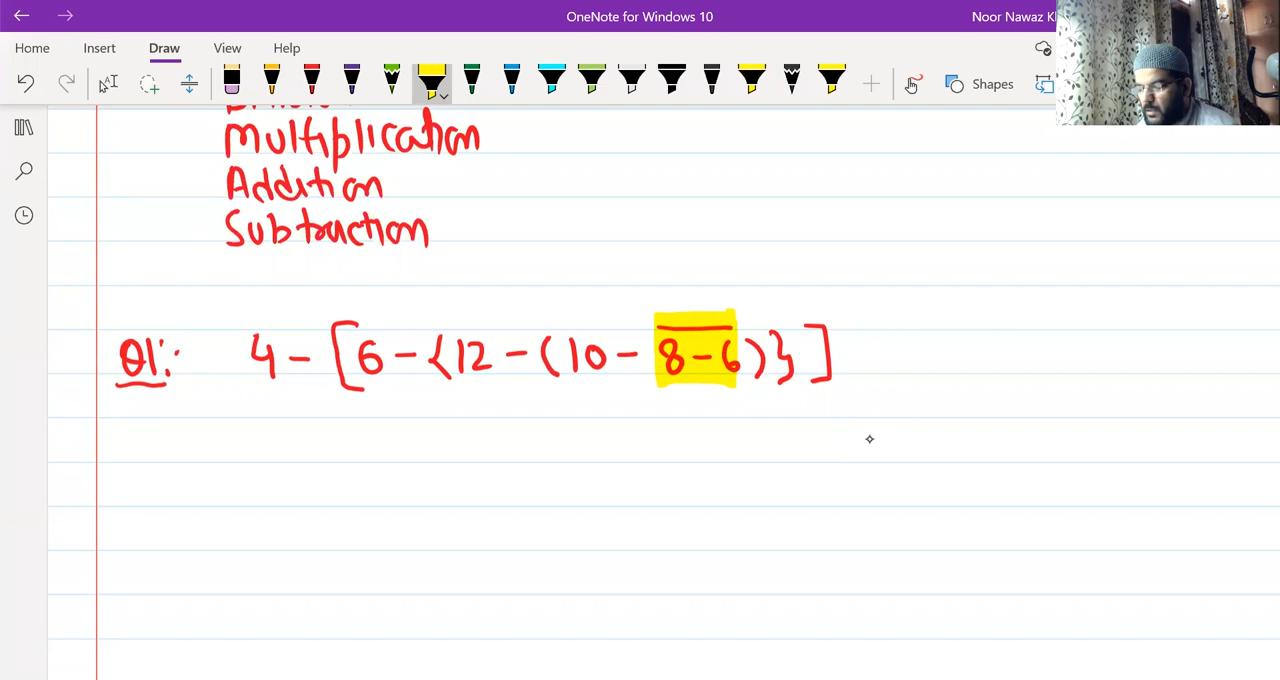 OneNote for Windows 10
Noor Nawaz
Home Insert Draw View Help
Shapes
Multiplication
Addition
Subtraction
Q1: 4 - [6 - {12 - (10 - 8̅ ̅-̅ ̅6̅)}]